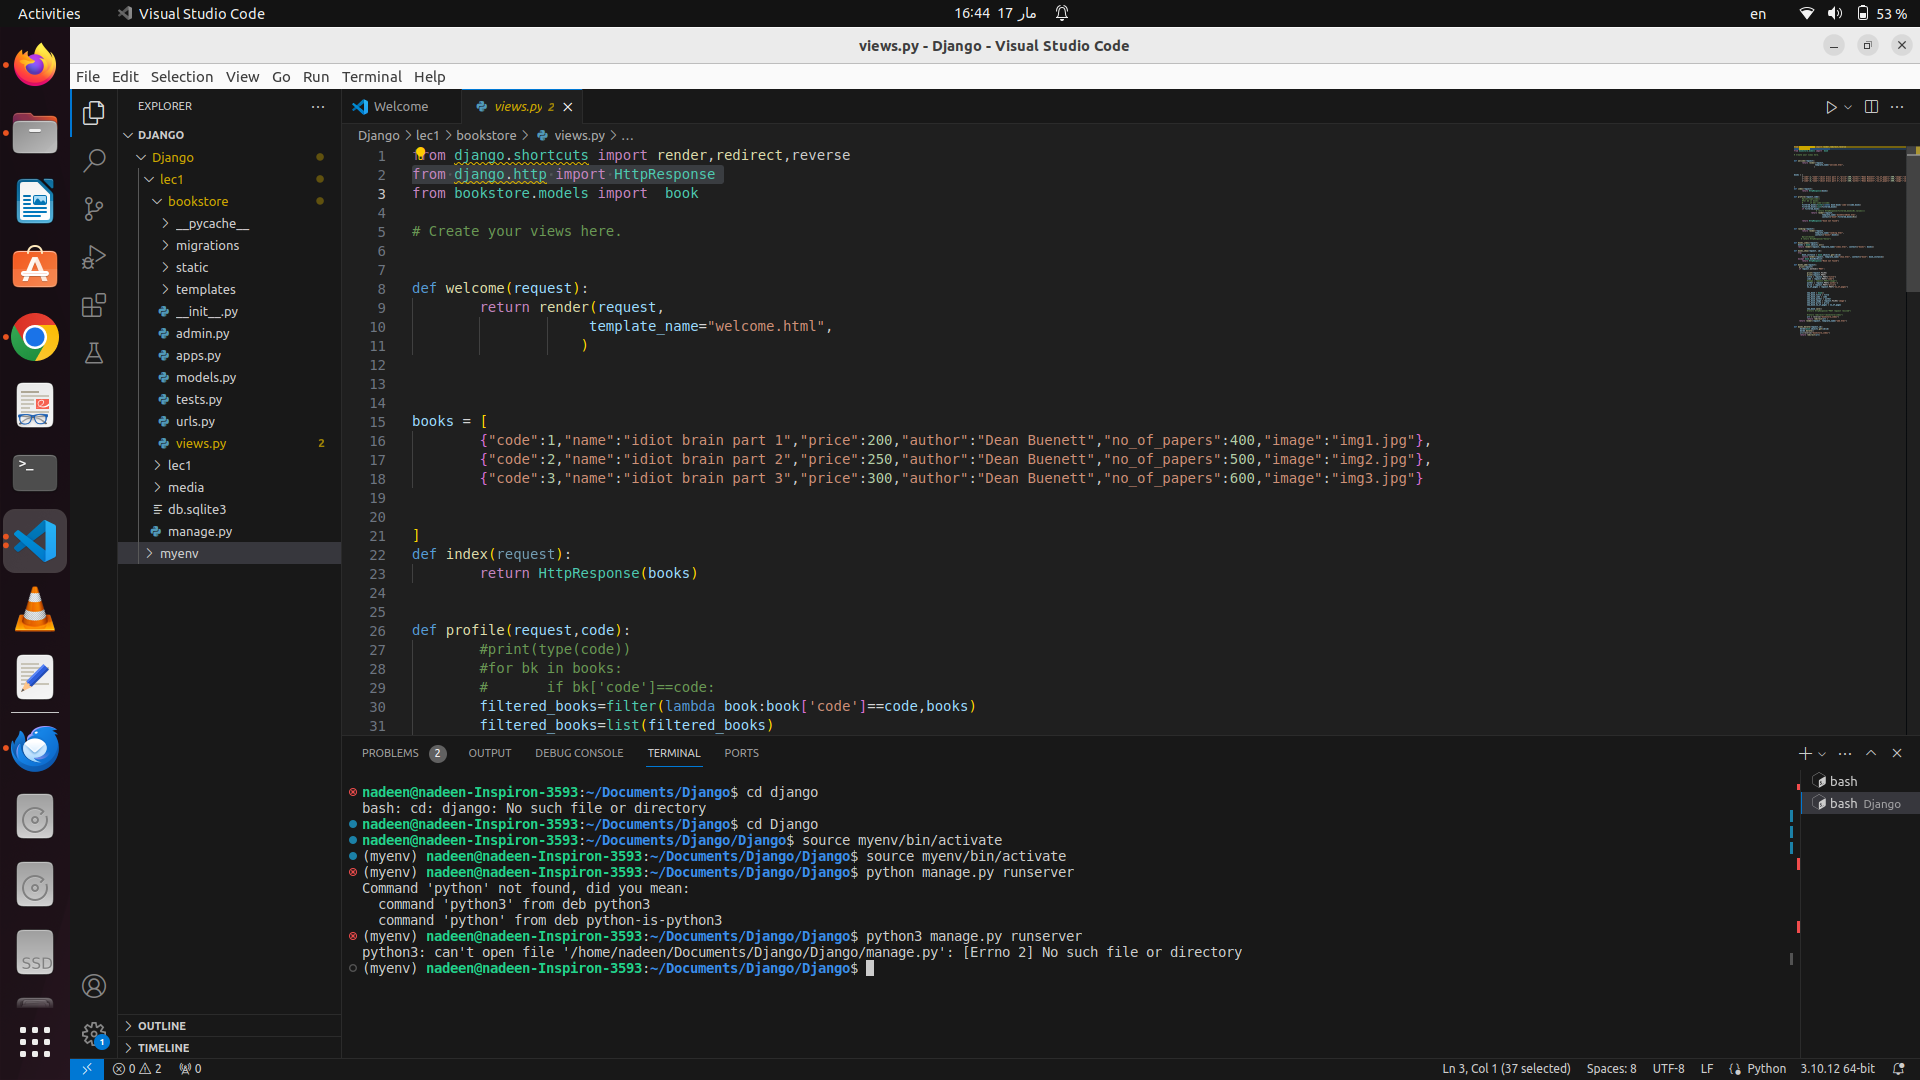 Activities
Visual Studio Code
16:44 17 مار
en
53 %
views.py - Django - Visual Studio Code
File Edit Selection View Go Run Terminal Help
EXPLORER
DJANGO
Django
lec1
bookstore
__pycache__
migrations
static
templates
__init__.py
admin.py
apps.py
models.py
tests.py
urls.py
views.py 2
lec1
media
db.sqlite3
manage.py
myenv
OUTLINE
TIMELINE
Welcome
views.py 2
Django > lec1 > bookstore > views.py > ...
1 from django.shortcuts import render,redirect,reverse
2 from django.http import HttpResponse
3 from bookstore.models import  book
4
5 # Create your views here.
6
7
8 def welcome(request):
9         return render(request,
10                      template_name="welcome.html",
11                     )
12
13
14
15 books = [
16         {"code":1,"name":"idiot brain part 1","price":200,"author":"Dean Buenett","no_of_papers":400,"image":"img1.jpg"},
17         {"code":2,"name":"idiot brain part 2","price":250,"author":"Dean Buenett","no_of_papers":500,"image":"img2.jpg"},
18         {"code":3,"name":"idiot brain part 3","price":300,"author":"Dean Buenett","no_of_papers":600,"image":"img3.jpg"}
19
20
21 ]
22 def index(request):
23         return HttpResponse(books)
24
25
26 def profile(request,code):
27         #print(type(code))
28         #for bk in books:
29         #       if bk['code']==code:
30         filtered_books=filter(lambda book:book['code']==code,books)
31         filtered_books=list(filtered_books)
PROBLEMS 2 OUTPUT DEBUG CONSOLE TERMINAL PORTS
nadeen@nadeen-Inspiron-3593:~/Documents/Django$ cd django
bash: cd: django: No such file or directory
nadeen@nadeen-Inspiron-3593:~/Documents/Django$ cd Django
nadeen@nadeen-Inspiron-3593:~/Documents/Django/Django$ source myenv/bin/activate
(myenv) nadeen@nadeen-Inspiron-3593:~/Documents/Django/Django$ source myenv/bin/activate
(myenv) nadeen@nadeen-Inspiron-3593:~/Documents/Django/Django$ python manage.py runserver
Command 'python' not found, did you mean:
  command 'python3' from deb python3
  command 'python' from deb python-is-python3
(myenv) nadeen@nadeen-Inspiron-3593:~/Documents/Django/Django$ python3 manage.py runserver
python3: can't open file '/home/nadeen/Documents/Django/Django/manage.py': [Errno 2] No such file or directory
(myenv) nadeen@nadeen-Inspiron-3593:~/Documents/Django/Django$
bash
bash Django
SSD
1
0 2 0
Ln 3, Col 1 (37 selected) Spaces: 8 UTF-8 LF Python 3.10.12 64-bit